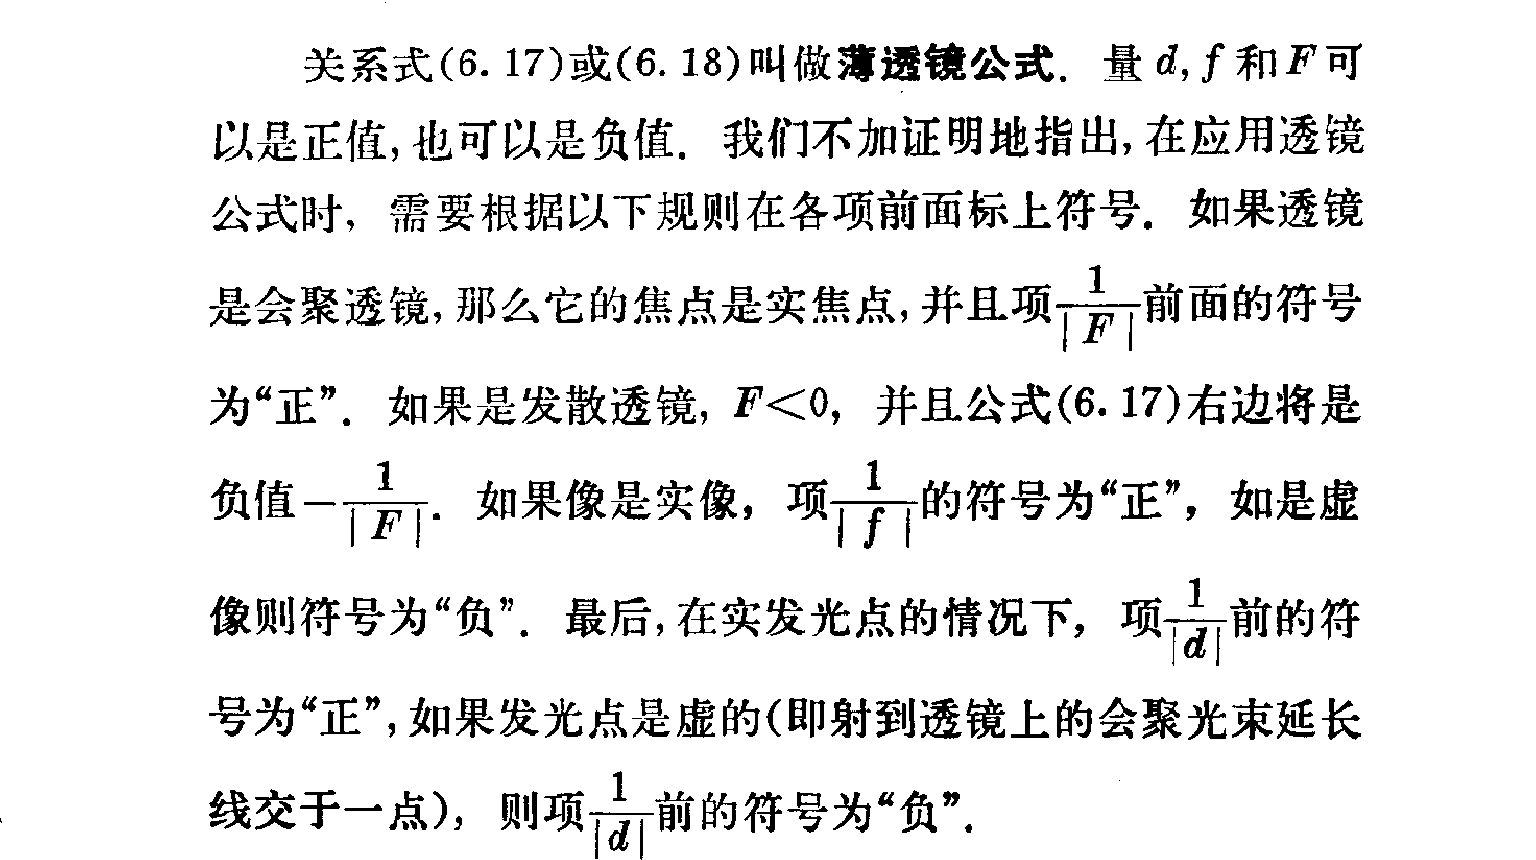 关系式(6.17)或(6.18)叫做薄透镜公式．量 d, f 和 F 可
以是正值,也可以是负值．我们不加证明地指出,在应用透镜
公式时，需要根据以下规则在各项前面标上符号．如果透镜
是会聚透镜,那么它的焦点是实焦点,并且项 1/|F| 前面的符号
为“正”．如果是发散透镜，F<0，并且公式(6.17)右边将是
负值 -1/|F|．如果像是实像，项 1/|f| 的符号为“正”，如是虚
像则符号为“负”．最后,在实发光点的情况下，项 1/|d| 前的符
号为“正”,如果发光点是虚的(即射到透镜上的会聚光束延长
线交于一点)，则项 1/|d| 前的符号为“负”．